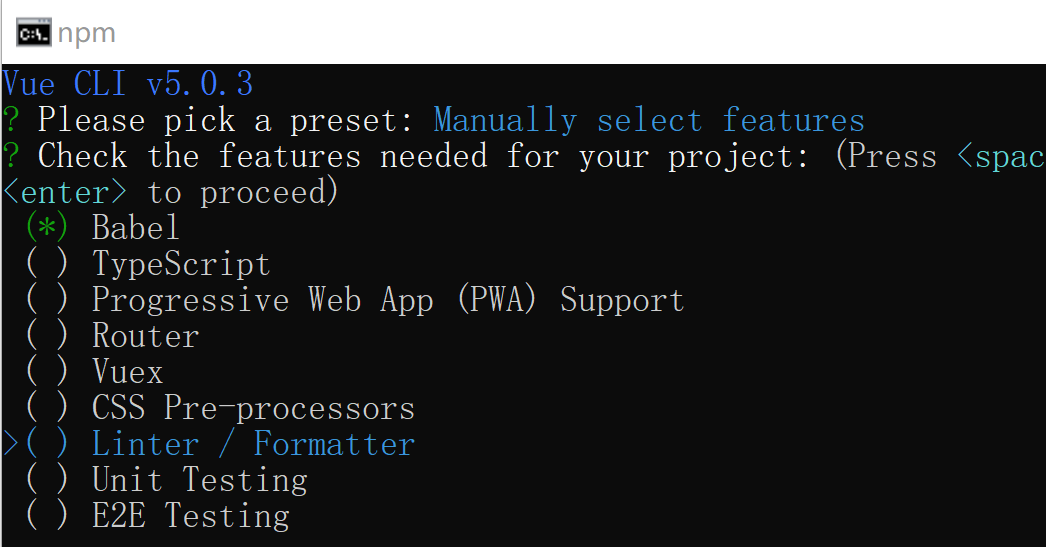 npm
Vue CLI v5.0.3
? Please pick a preset: Manually select features
? Check the features needed for your project: (Press <spac
<enter> to proceed)
(*) Babel
( ) TypeScript
( ) Progressive Web App (PWA) Support
( ) Router
( ) Vuex
( ) CSS Pre-processors
>( ) Linter / Formatter
( ) Unit Testing
( ) E2E Testing